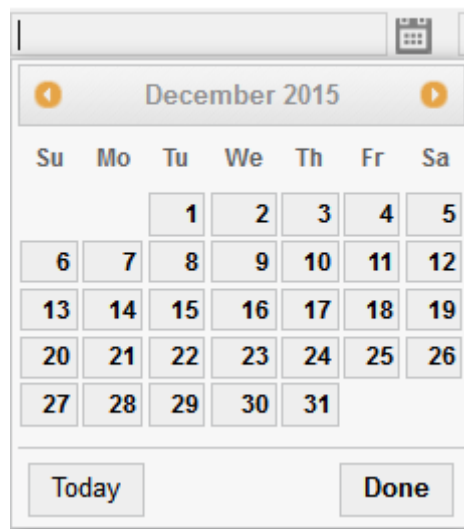 December 2015
Su Mo Tu We Th Fr Sa
1 2 3 4 5
6 7 8 9 10 11 12
13 14 15 16 17 18 19
20 21 22 23 24 25 26
27 28 29 30 31
Today Done